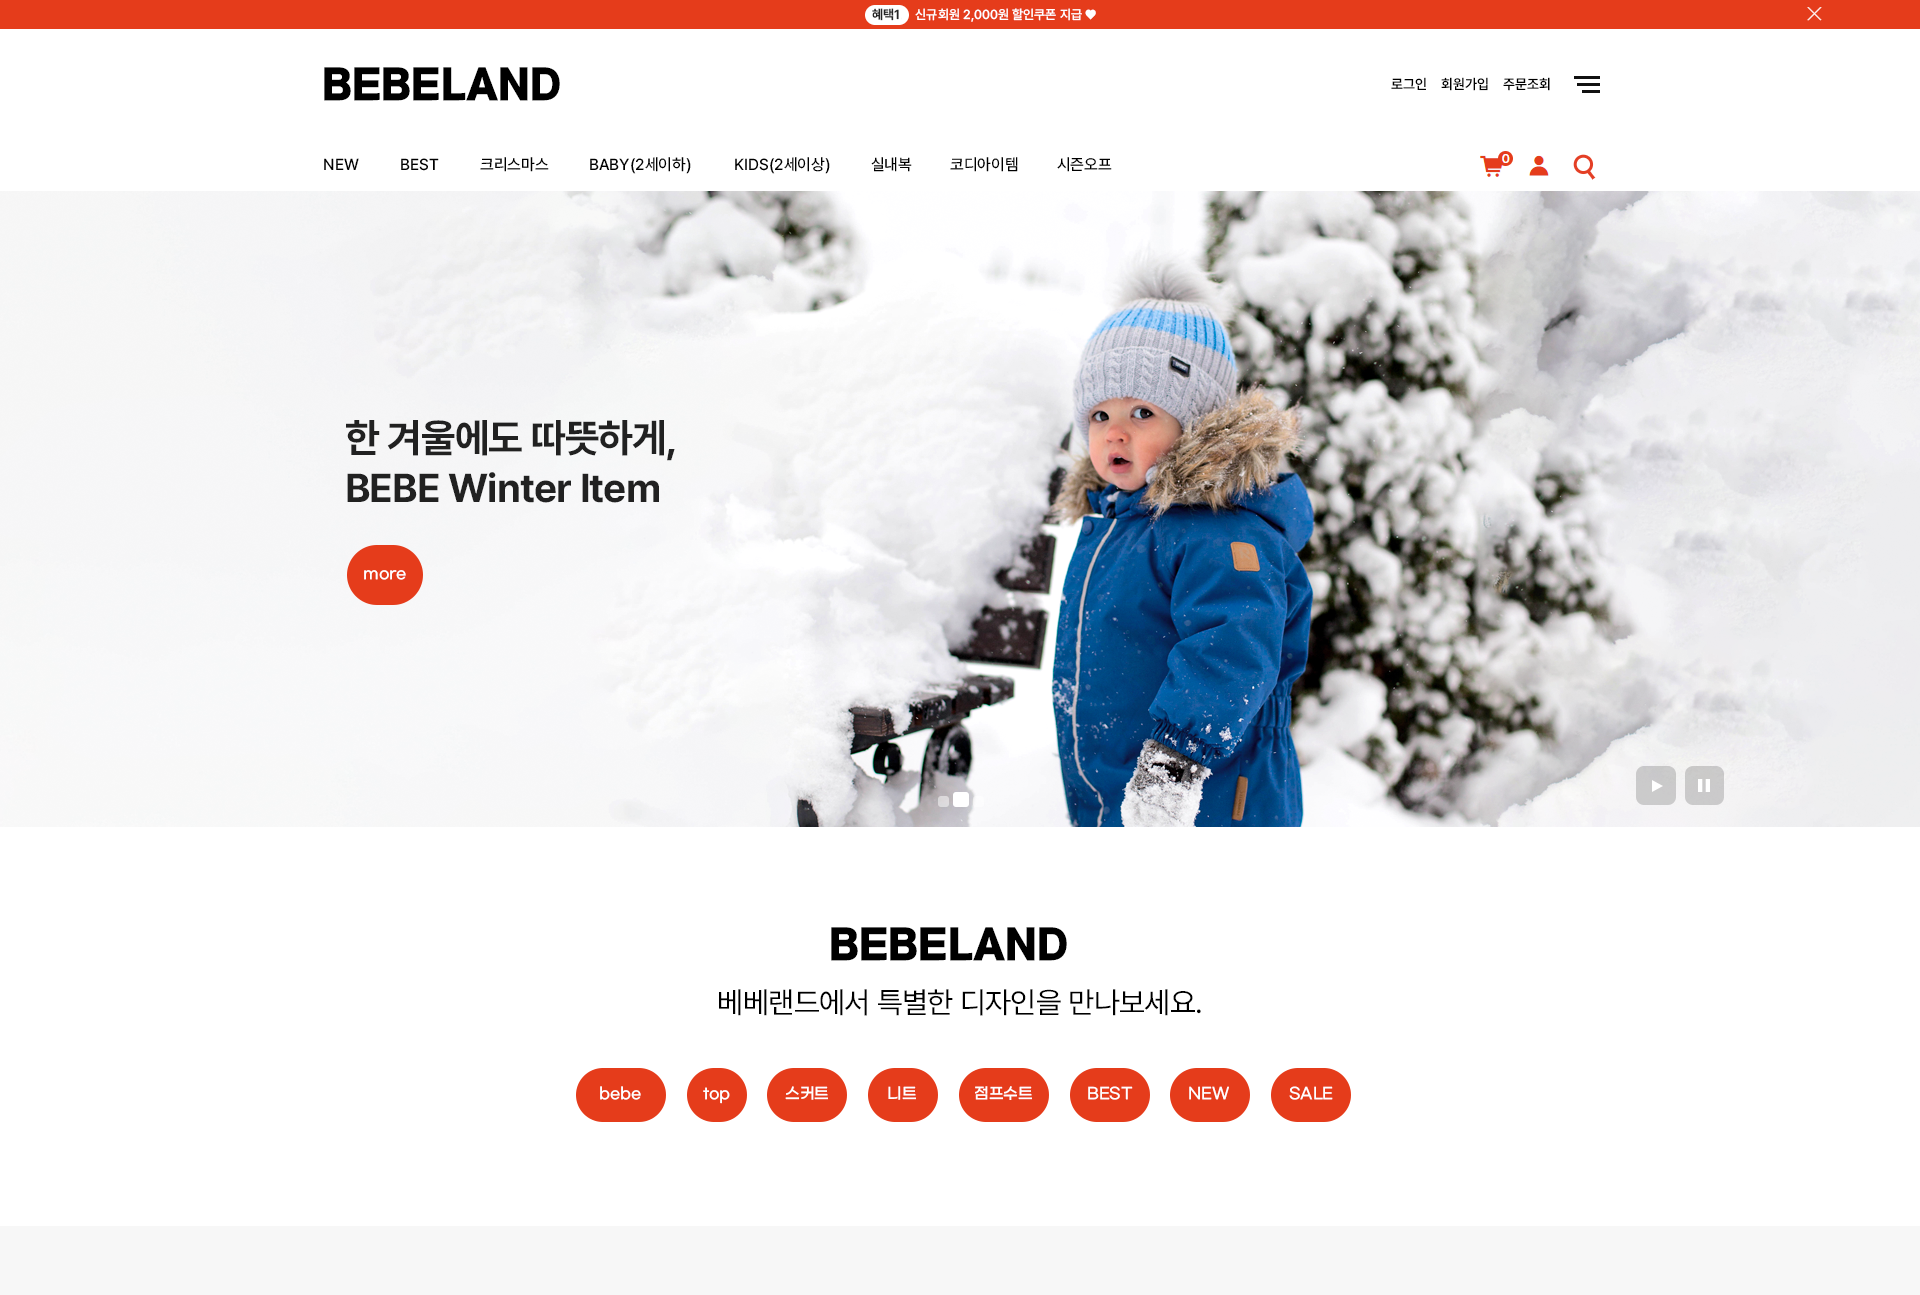 혜택1 신규회원 2,000원 할인쿠폰 지급 ♥
BEBELAND
로그인 회원가입 주문조회
NEW BEST 크리스마스 BABY(2세이하) KIDS(2세이상) 실내복 코디아이템 시즌오프
0
한 겨울에도 따뜻하게,
BEBE Winter Item
more
BEBELAND
베베랜드에서 특별한 디자인을 만나보세요.
bebe top 스커트 니트 점프수트 BEST NEW SALE